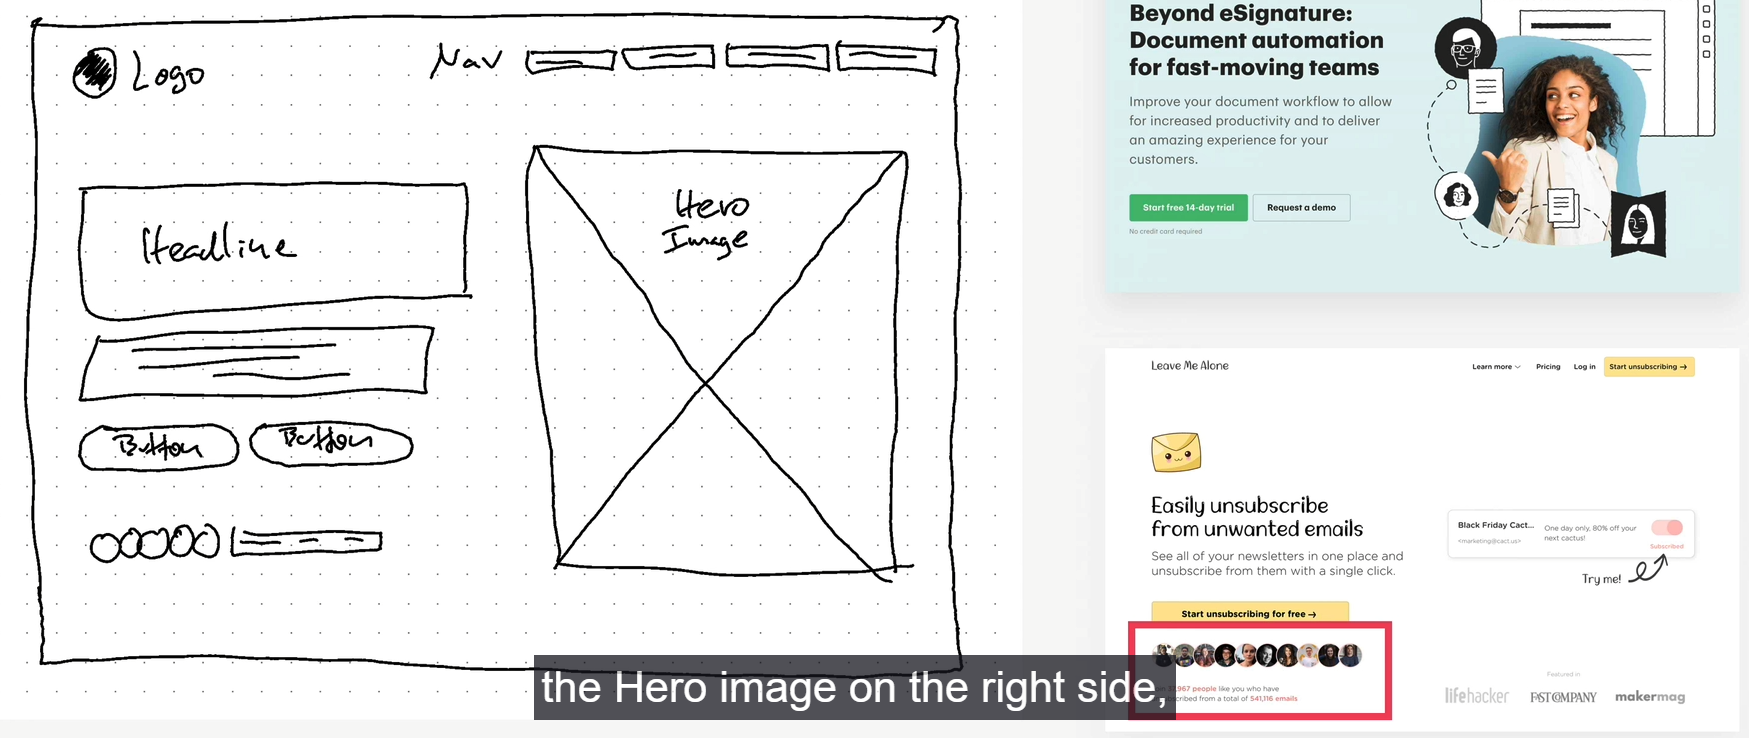 Logo
Nav
Headline
Hero
Image
Button
Button
Beyond eSignature:
Document automation
for fast-moving teams
Improve your document workflow to allow
for increased productivity and to deliver
an amazing experience for your
customers.
Start free 14-day trial
Request a demo
No credit card required
Leave Me Alone
Learn more
Pricing
Log in
Start unsubscribing →
Easily unsubscribe
from unwanted emails
See all of your newsletters in one place and
unsubscribe from them with a single click.
Start unsubscribing for free →
Black Friday Cact...
<marketing@cact.us>
One day only, 80% off your
next cactus!
Subscribed
Try me!
967 people like you who have
from a total of 541,116 emails
Featured in
lifehacker
FAST COMPANY
makermag
the Hero image on the right side,